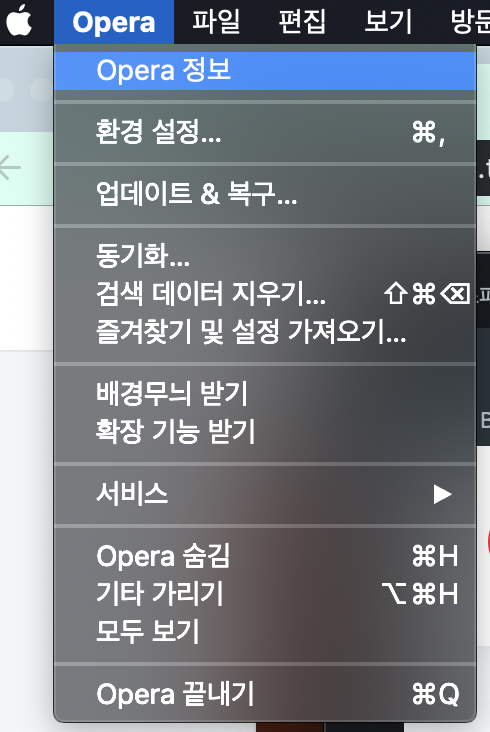 Opera 파일 편집 보기
Opera 정보
환경 설정... ⌘,
업데이트 & 복구...
동기화...
검색 데이터 지우기... ⇧⌘⌫
즐겨찾기 및 설정 가져오기...
배경무늬 받기
확장 기능 받기
서비스 ▶
Opera 숨김 ⌘H
기타 가리기 ⌥⌘H
모두 보기
Opera 끝내기 ⌘Q